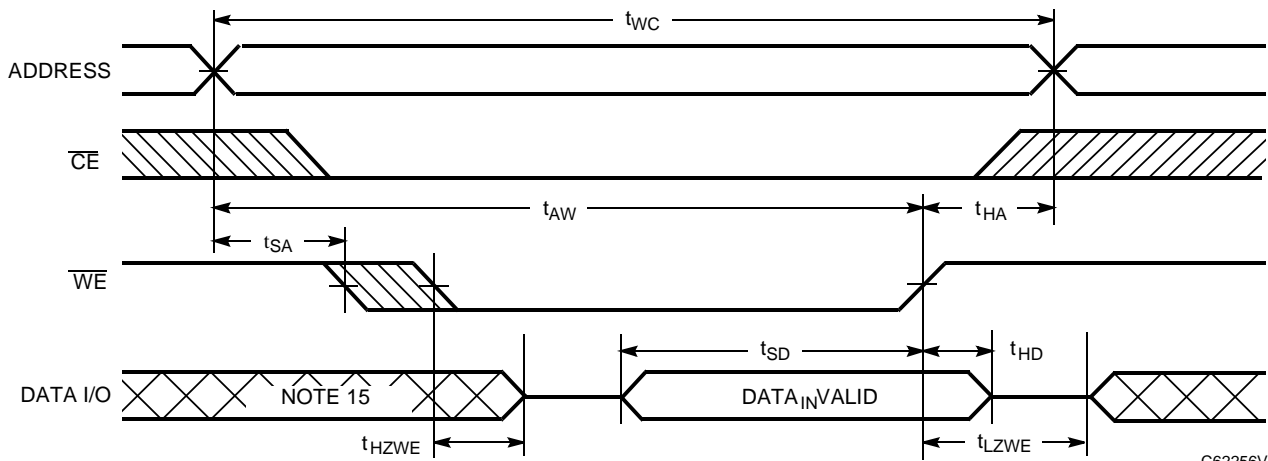 tWC
ADDRESS
CE
tAW
tHA
tSA
WE
tSD
tHD
DATA I/O
NOTE 15
DATAINVALID
tHZWE
tLZWE